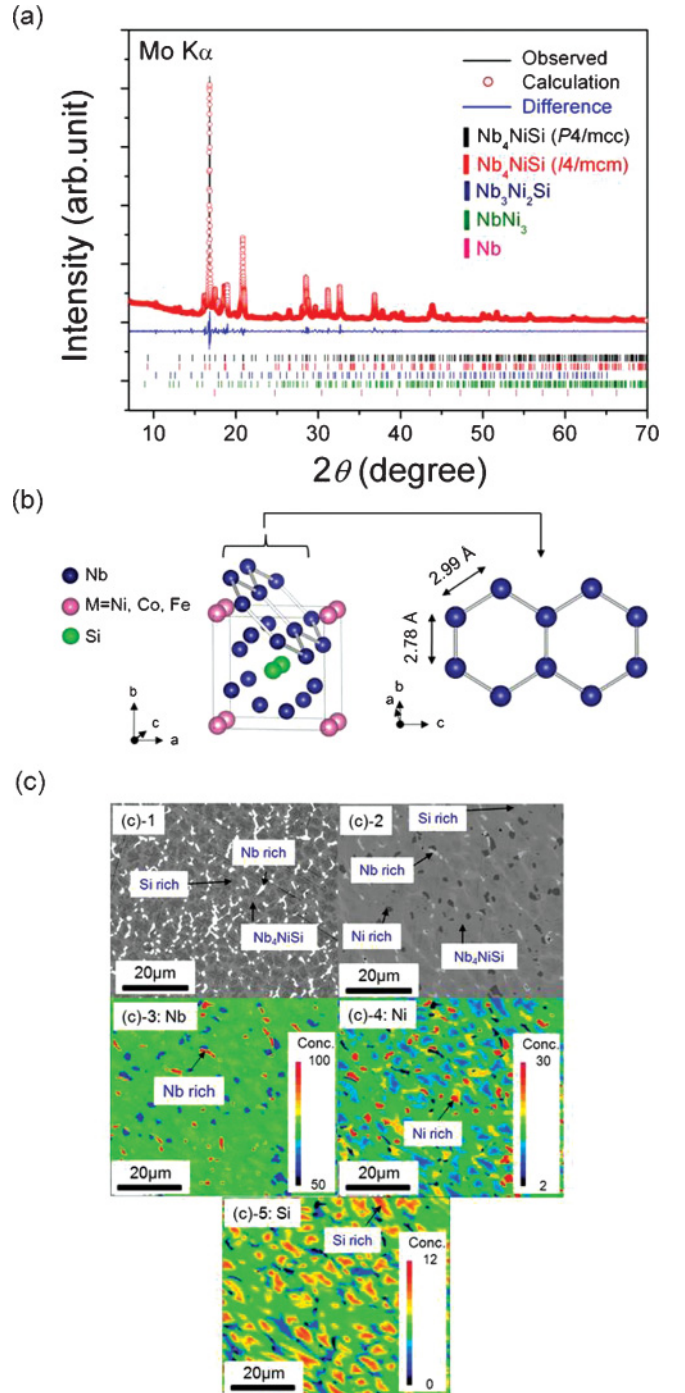 (a)
Mo Kα
Observed
Calculation
Difference
Nb₄NiSi (P4/mcc)
Nb₄NiSi (I4/mcm)
Nb₃Ni₂Si
NbNi₃
Nb
Intensity (arb.unit)
10 20 30 40 50 60 70
2θ (degree)
(b)
Nb
M=Ni, Co, Fe
Si
b
c
a
2.99 Å
2.78 Å
b
a
c
(c)
(c)-1
Nb rich
Si rich
Nb₄NiSi
20μm
(c)-2
Si rich
Nb rich
Ni rich
Nb₄NiSi
20μm
(c)-3: Nb
Conc.
100
Nb rich
50
20μm
(c)-4: Ni
Conc.
30
Ni rich
2
20μm
(c)-5: Si
Si rich
Conc.
12
0
20μm